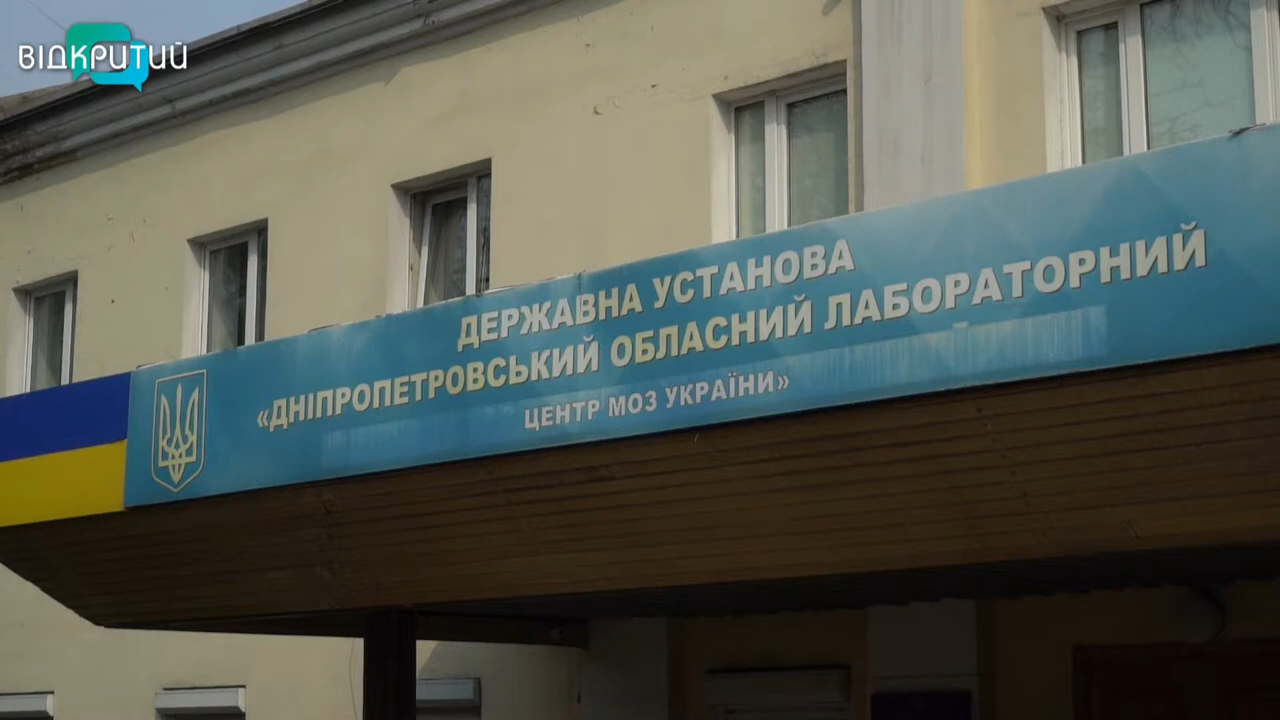 ВІДКРИТИЙ
ДЕРЖАВНА УСТАНОВА
«ДНІПРОПЕТРОВСЬКИЙ ОБЛАСНИЙ ЛАБОРАТОРНИЙ
ЦЕНТР МОЗ УКРАЇНИ»